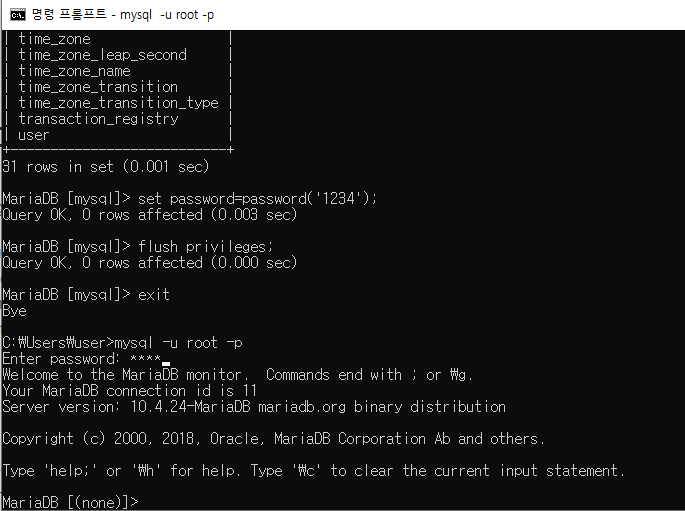 명령 프롬프트 - mysql  -u root -p
| time_zone                 |
| time_zone_leap_second     |
| time_zone_name            |
| time_zone_transition      |
| time_zone_transition_type |
| transaction_registry      |
| user                      |
+---------------------------+
31 rows in set (0.001 sec)
MariaDB [mysql]> set password=password('1234');
Query OK, 0 rows affected (0.003 sec)
MariaDB [mysql]> flush privileges;
Query OK, 0 rows affected (0.000 sec)
MariaDB [mysql]> exit
Bye
C:₩Users₩user>mysql -u root -p
Enter password: ****
Welcome to the MariaDB monitor.  Commands end with ; or ₩g.
Your MariaDB connection id is 11
Server version: 10.4.24-MariaDB mariadb.org binary distribution
Copyright (c) 2000, 2018, Oracle, MariaDB Corporation Ab and others.
Type 'help;' or '₩h' for help. Type '₩c' to clear the current input statement.
MariaDB [(none)]>